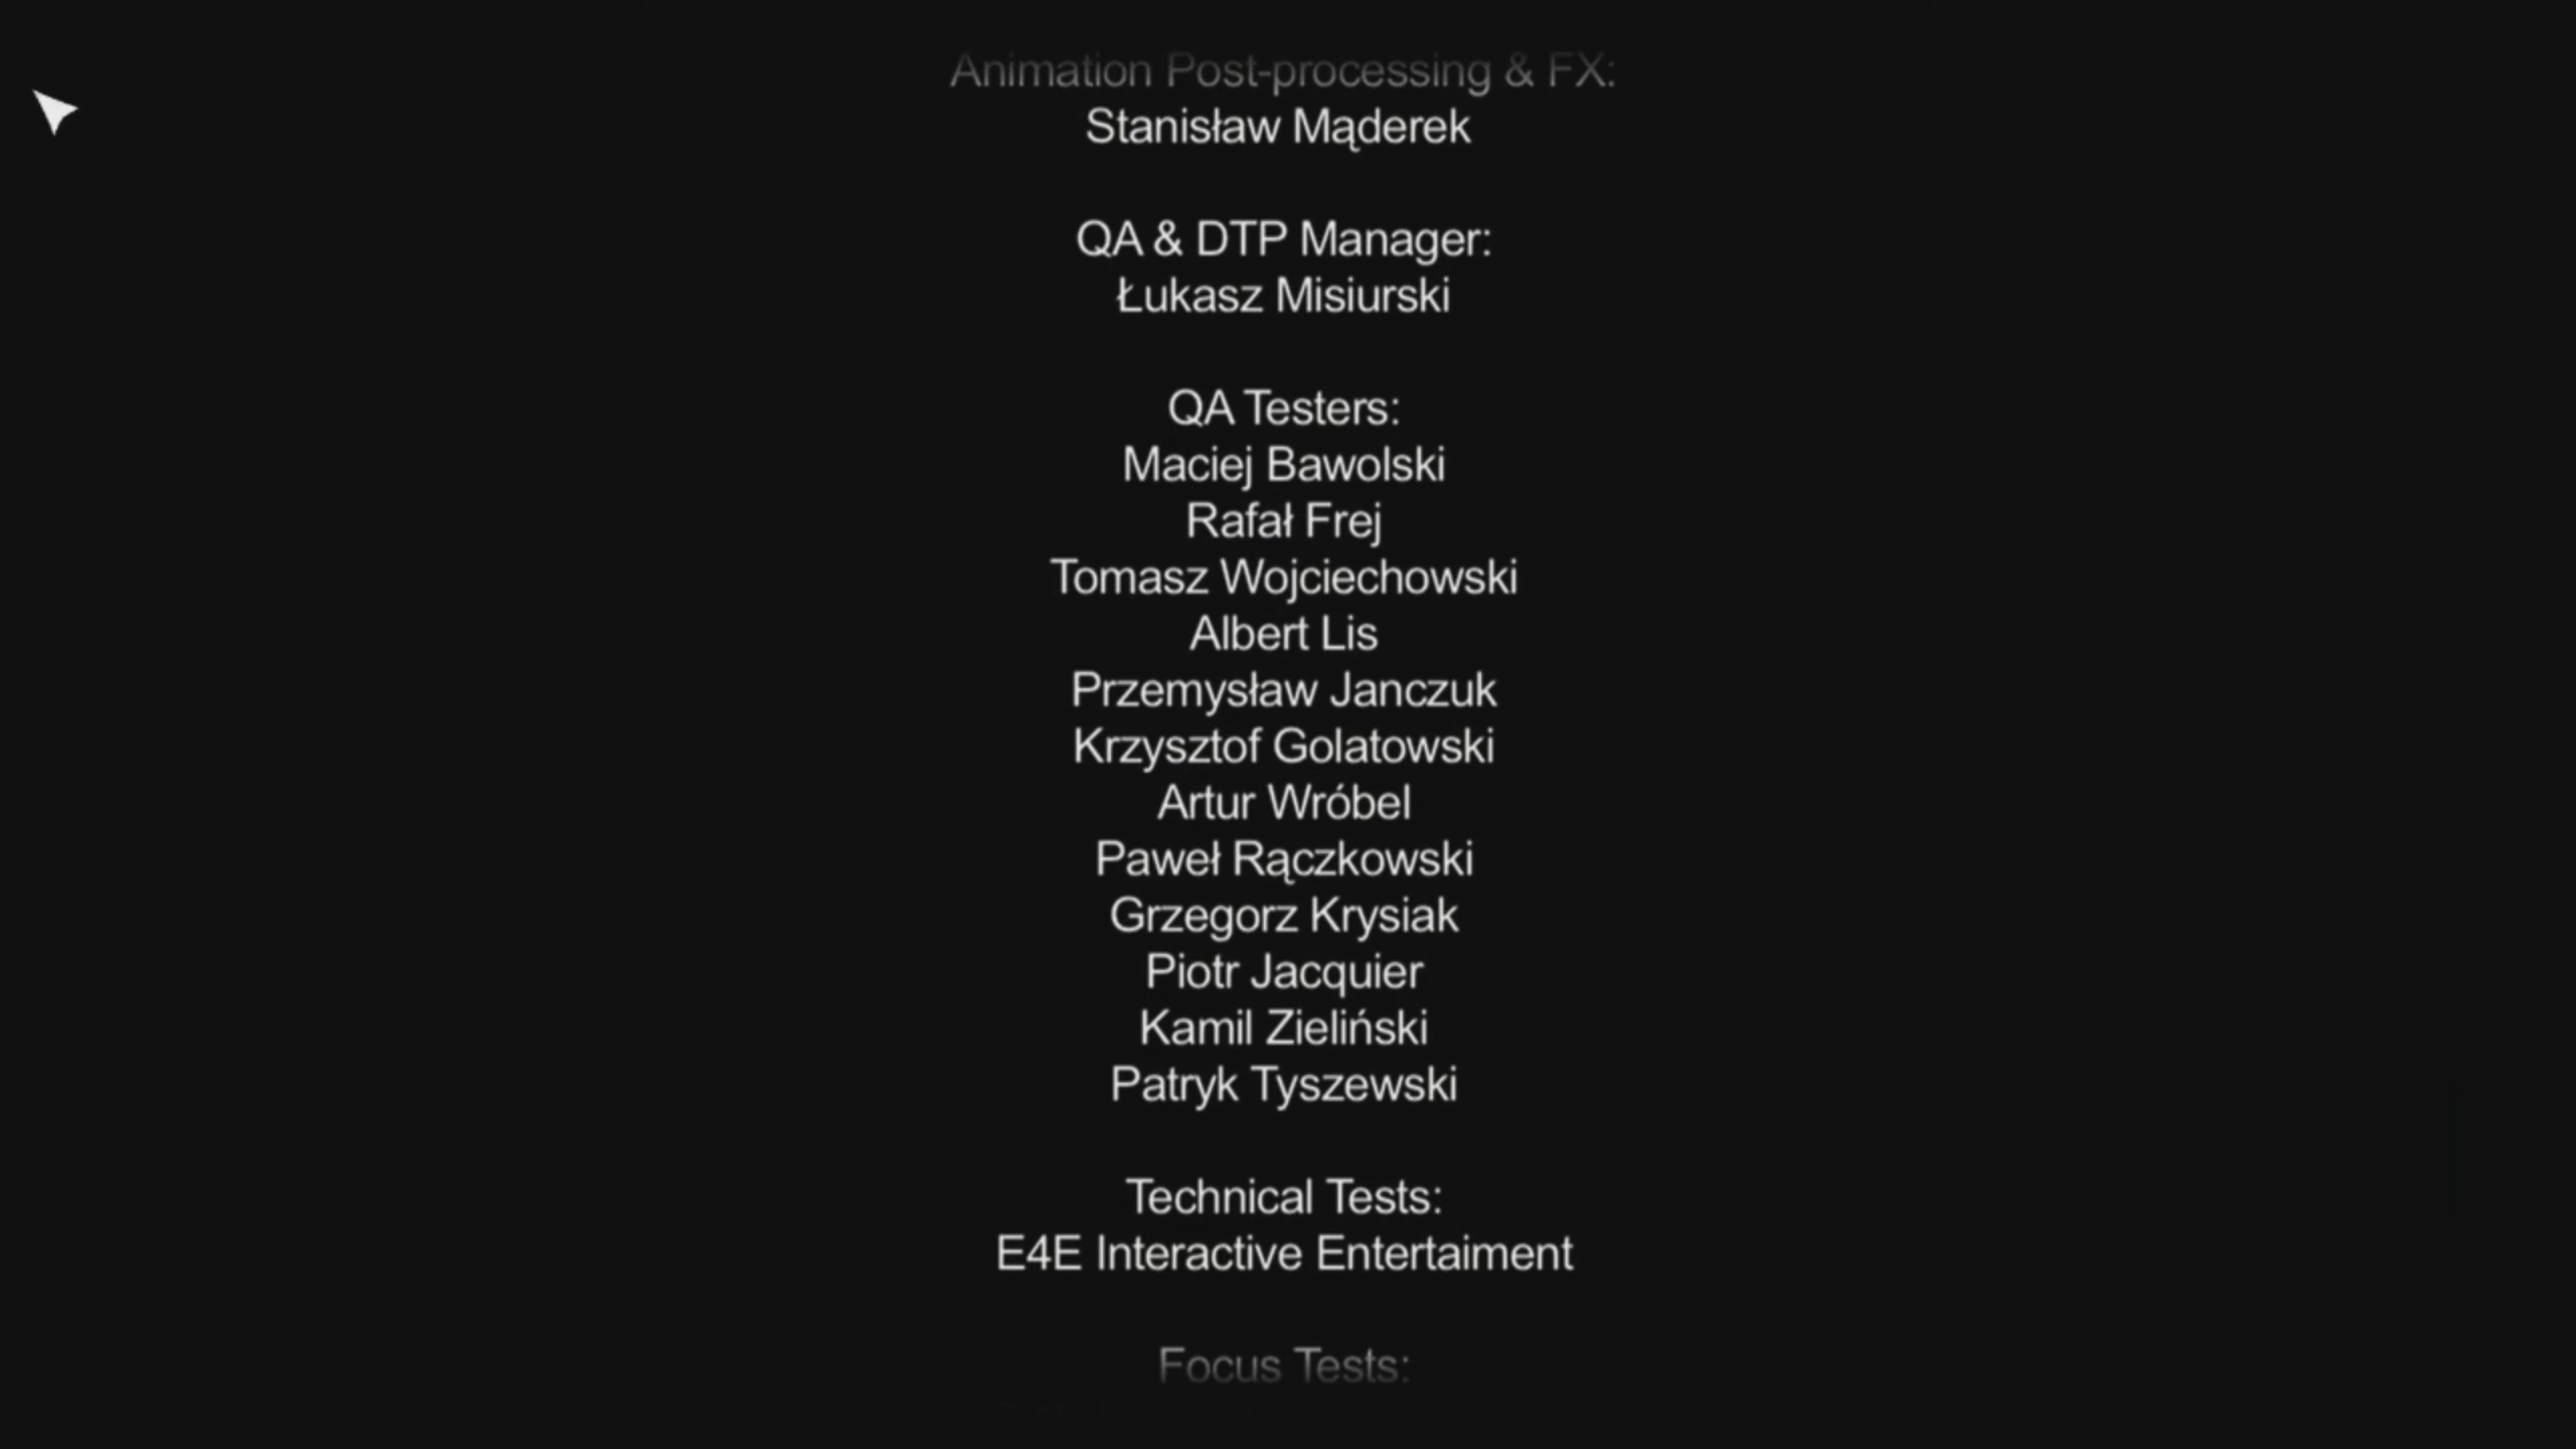 Animation Post-processing & FX:
Stanisław Mąderek
QA & DTP Manager:
Łukasz Misiurski
QA Testers:
Maciej Bawolski
Rafał Frej
Tomasz Wojciechowski
Albert Lis
Przemysław Janczuk
Krzysztof Golatowski
Artur Wróbel
Paweł Rączkowski
Grzegorz Krysiak
Piotr Jacquier
Kamil Zieliński
Patryk Tyszewski
Technical Tests:
E4E Interactive Entertaiment
Focus Tests: